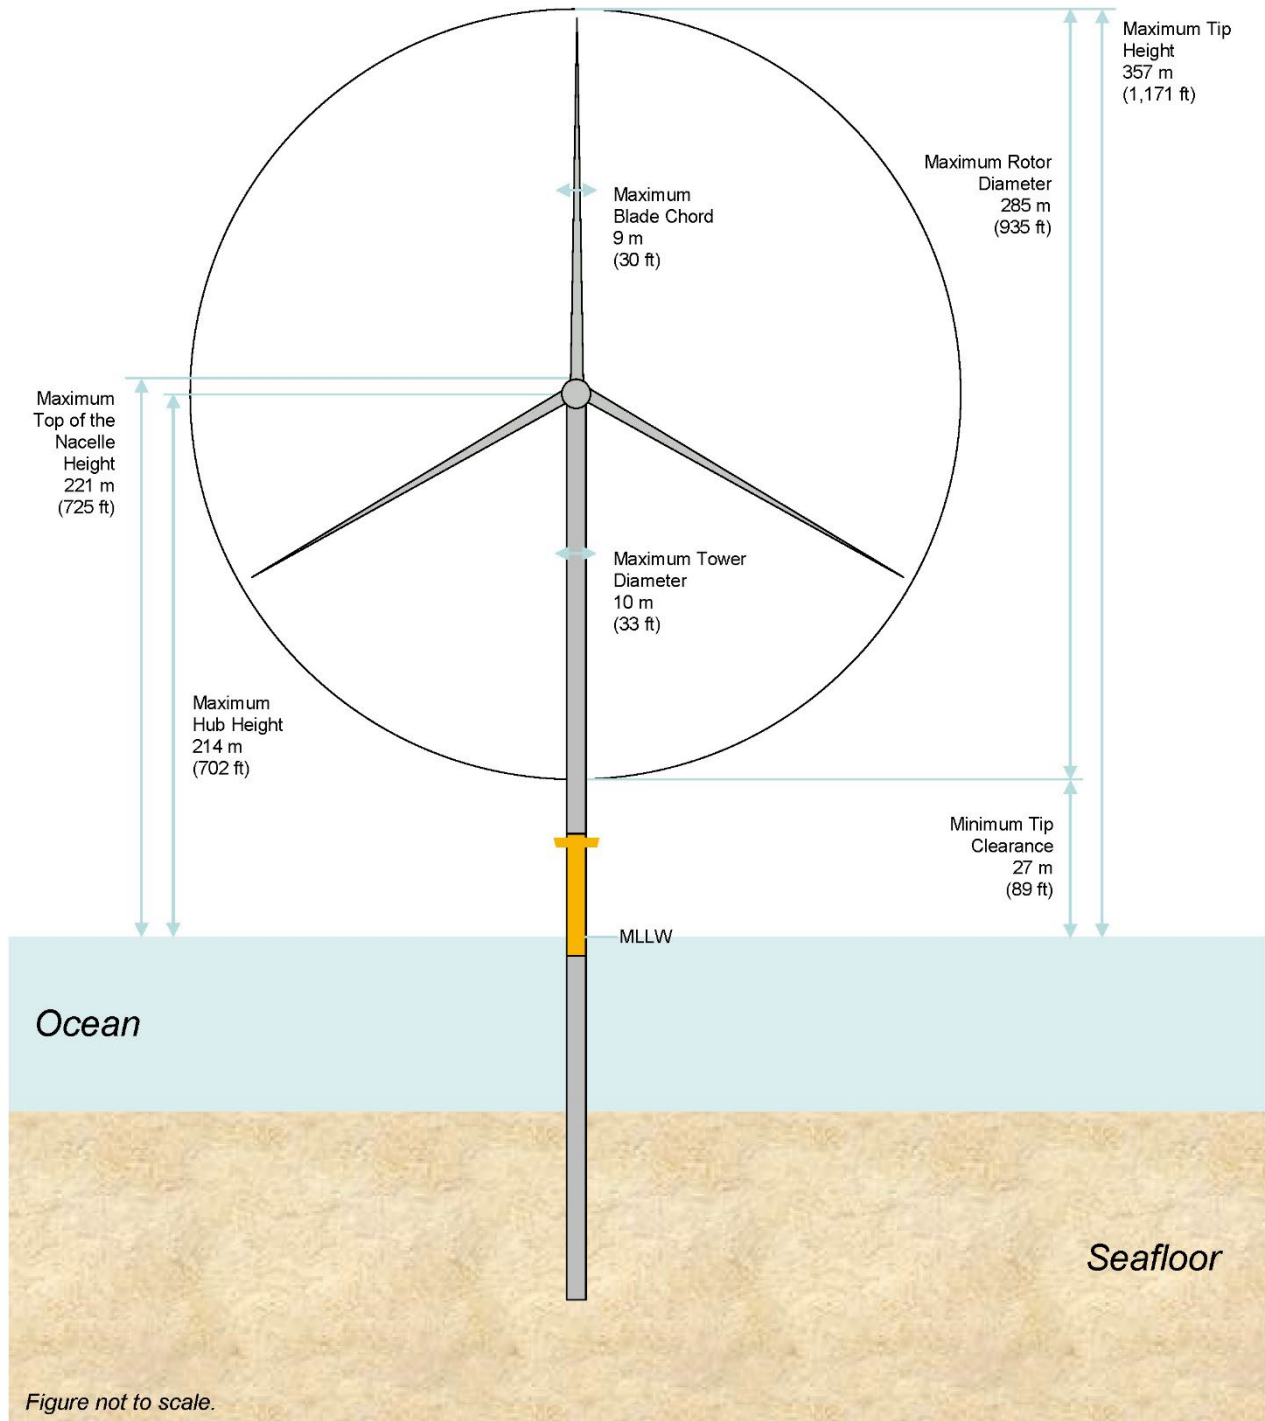 Maximum Tip
Height
357 m
(1,171 ft)
Maximum Rotor
Diameter
285 m
(935 ft)
Maximum
Blade Chord
9 m
(30 ft)
Maximum
Top of the
Nacelle
Height
221 m
(725 ft)
Maximum Tower
Diameter
10 m
(33 ft)
Maximum
Hub Height
214 m
(702 ft)
Minimum Tip
Clearance
27 m
(89 ft)
MLLW
Ocean
Seafloor
Figure not to scale.